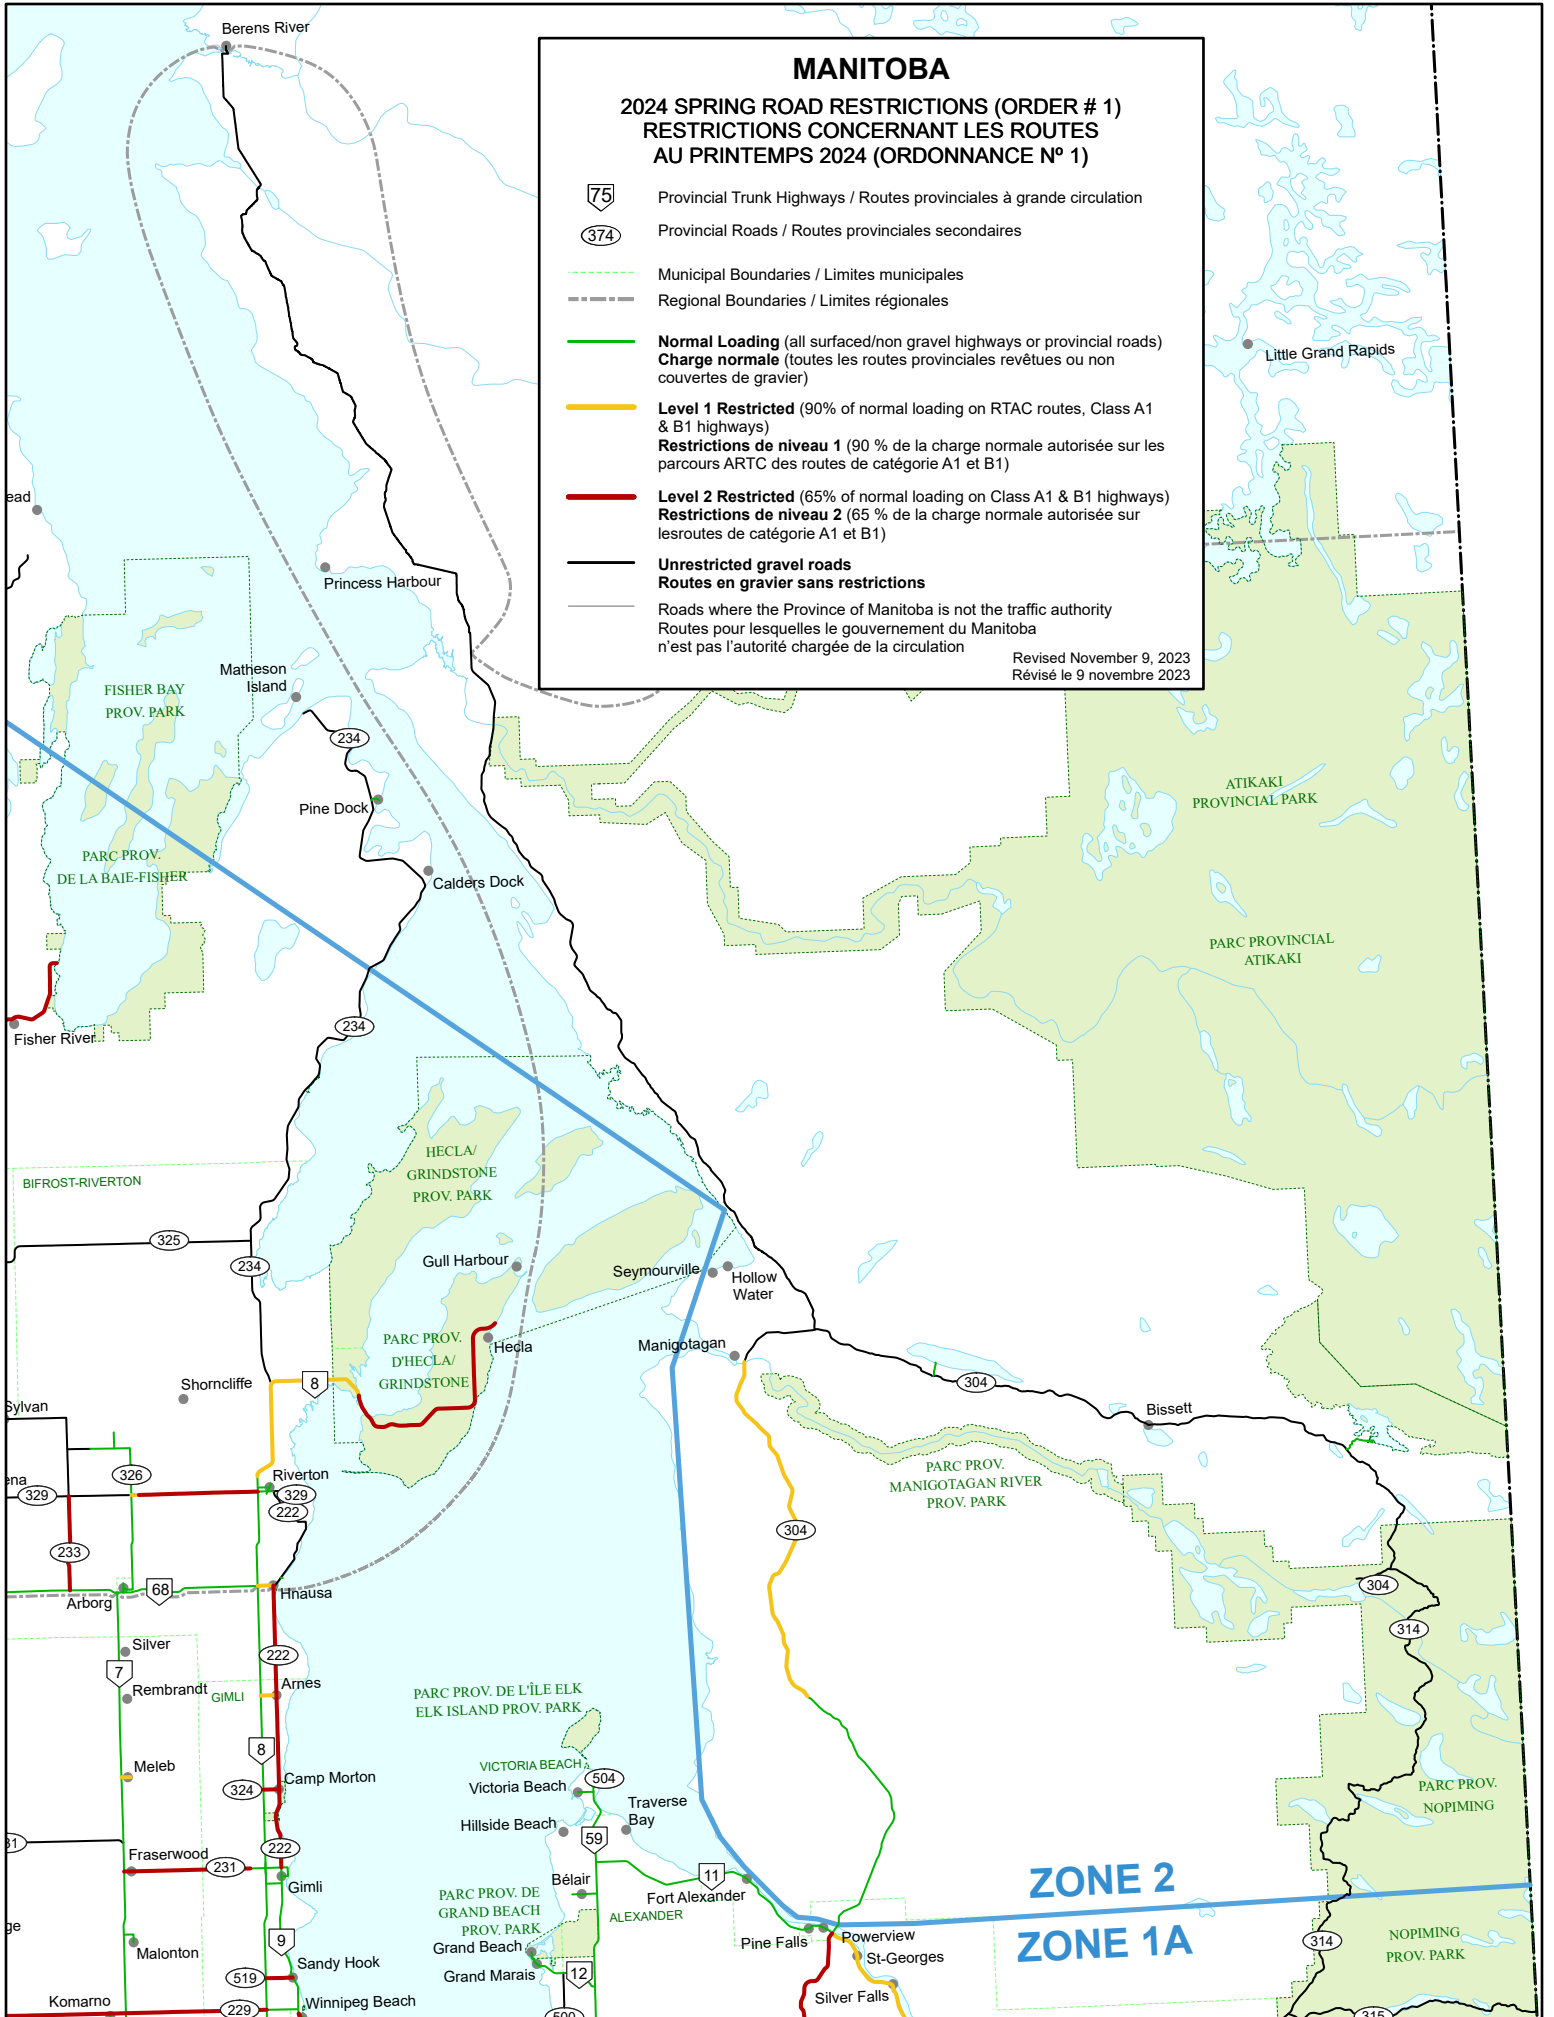 Berens River
MANITOBA
2024 SPRING ROAD RESTRICTIONS (ORDER # 1)
RESTRICTIONS CONCERNANT LES ROUTES
AU PRINTEMPS 2024 (ORDONNANCE Nº 1)
75
Provincial Trunk Highways / Routes provinciales à grande circulation
374
Provincial Roads / Routes provinciales secondaires
Municipal Boundaries / Limites municipales
Regional Boundaries / Limites régionales
Normal Loading (all surfaced/non gravel highways or provincial roads)
Charge normale (toutes les routes provinciales revêtues ou non
couvertes de gravier)
Level 1 Restricted (90% of normal loading on RTAC routes, Class A1
& B1 highways)
Restrictions de niveau 1 (90 % de la charge normale autorisée sur les
parcours ARTC des routes de catégorie A1 et B1)
Level 2 Restricted (65% of normal loading on Class A1 & B1 highways)
Restrictions de niveau 2 (65 % de la charge normale autorisée sur
lesroutes de catégorie A1 et B1)
Unrestricted gravel roads
Routes en gravier sans restrictions
Roads where the Province of Manitoba is not the traffic authority
Routes pour lesquelles le gouvernement du Manitoba
n'est pas l'autorité chargée de la circulation
Revised November 9, 2023
Révisé le 9 novembre 2023
Little Grand Rapids
ead
Princess Harbour
Matheson
Island
FISHER BAY
PROV. PARK
234
Pine Dock
ATIKAKI
PROVINCIAL PARK
PARC PROV.
DE LA BAIE-FISHER
Calders Dock
PARC PROVINCIAL
ATIKAKI
234
Fisher River
HECLA/
GRINDSTONE
PROV. PARK
BIFROST-RIVERTON
325
234
Gull Harbour
Seymourville
Hollow
Water
PARC PROV.
D'HECLA/
GRINDSTONE
Hecla
Manigotagan
8
304
Shorncliffe
Sylvan
Bissett
326
Riverton
ena
329
329
222
PARC PROV.
MANIGOTAGAN RIVER
PROV. PARK
304
233
68
Hnausa
Arborg
304
314
Silver
222
7
Rembrandt
GIMLI
Arnes
PARC PROV. DE L'ÎLE ELK
ELK ISLAND PROV. PARK
8
Meleb
324
Camp Morton
VICTORIA BEACH
504
Victoria Beach
Traverse
Bay
Hillside Beach
59
PARC PROV.
NOPIMING
31
222
Fraserwood
231
Gimli
Bélair
11
Fort Alexander
ZONE 2
PARC PROV. DE
GRAND BEACH
PROV. PARK
ALEXANDER
ge
9
Malonton
Pine Falls
Powerview
ZONE 1A
314
NOPIMING
PROV. PARK
Grand Beach
St-Georges
Sandy Hook
519
Grand Marais
12
Silver Falls
Komarno
229
Winnipeg Beach
500
315